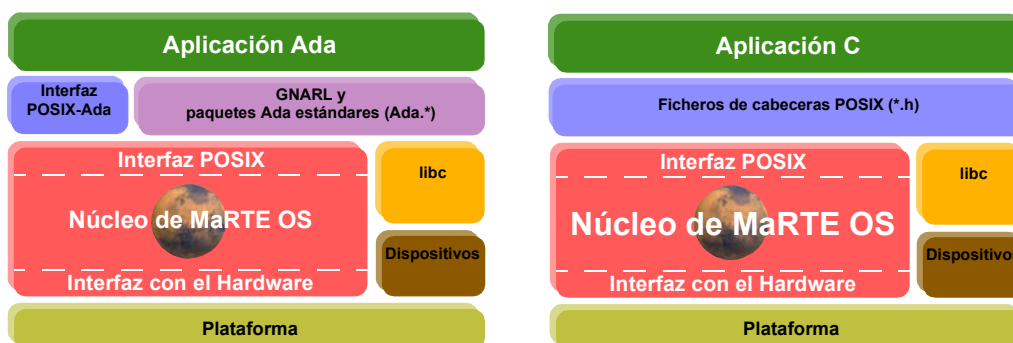 Aplicación Ada
Interfaz
POSIX-Ada
GNARL y
paquetes Ada estándares (Ada.*)
Interfaz POSIX
Núcleo de MaRTE OS
Interfaz con el Hardware
libc
Dispositivos
Plataforma
Aplicación C
Ficheros de cabeceras POSIX (*.h)
Interfaz POSIX
Núcleo de MaRTE OS
Interfaz con el Hardware
libc
Dispositivos
Plataforma